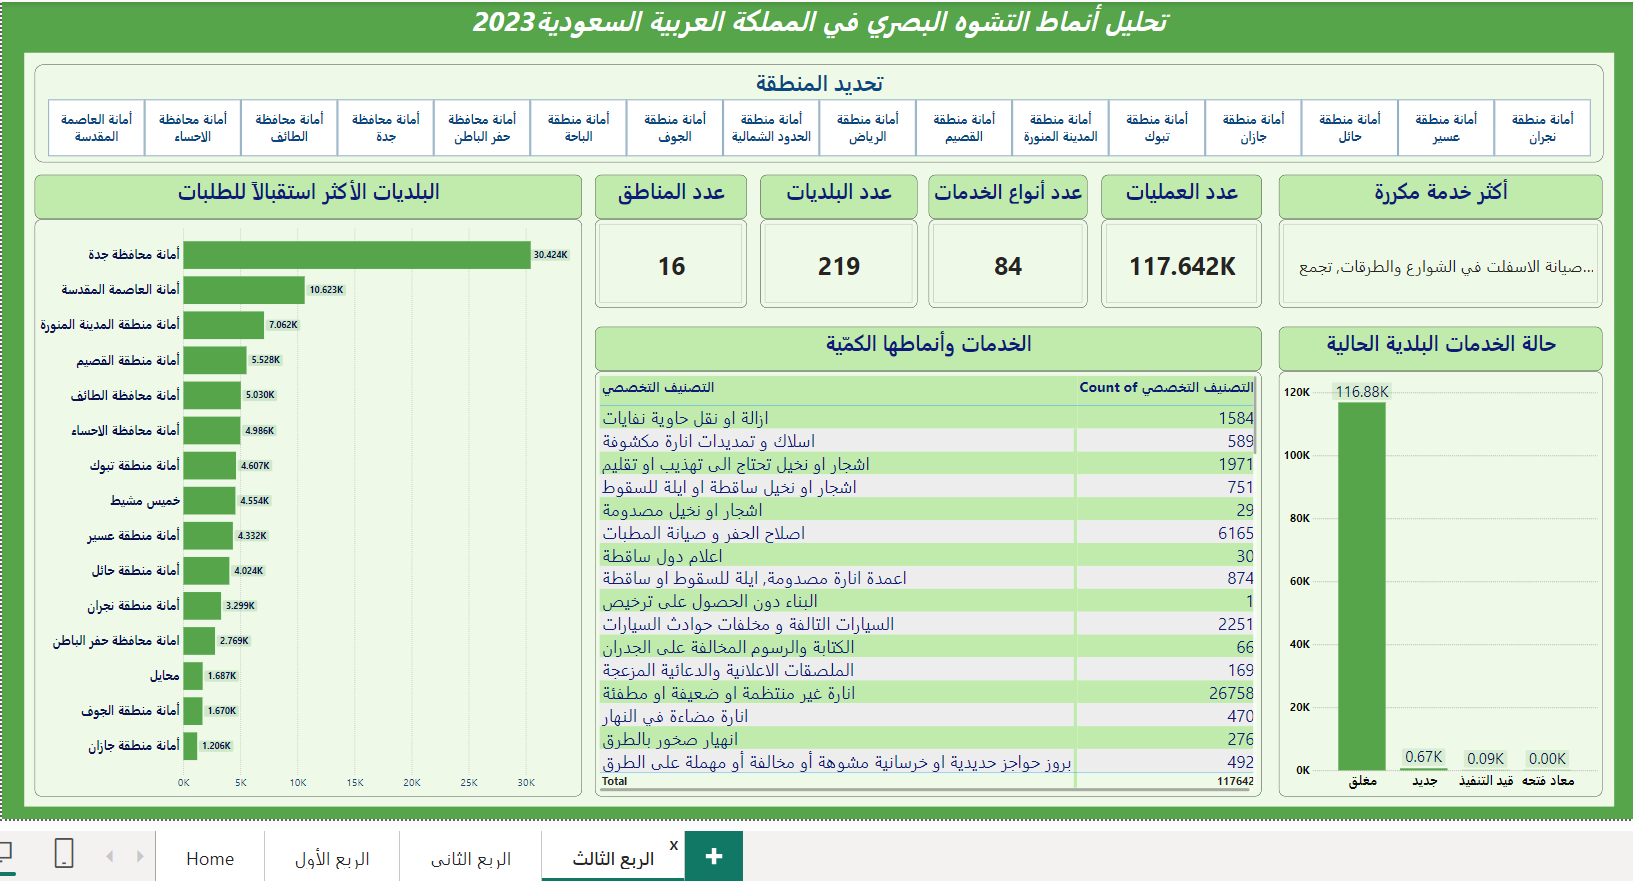 تحليل أنماط التشوه البصري في المملكة العربية السعودية2023
تحديد المنطقة
أمانة منطقة نجران
أمانة منطقة عسير
أمانة منطقة حائل
أمانة منطقة جازان
أمانة منطقة تبوك
أمانة منطقة المدينة المنورة
أمانة منطقة القصيم
أمانة منطقة الرياض
أمانة منطقة الحدود الشمالية
أمانة منطقة الجوف
أمانة منطقة الباحة
أمانة محافظة حفر الباطن
أمانة محافظة جدة
أمانة محافظة الطائف
أمانة محافظة الاحساء
أمانة العاصمة المقدسة
أكثر خدمة مكررة
صيانة الاسفلت في الشوارع والطرقات, تجمع...
عدد العمليات
117.642K
عدد أنواع الخدمات
84
عدد البلديات
219
عدد المناطق
16
البلديات الأكثر استقبالاً للطلبات
أمانة محافظة جدة 30.424K
أمانة العاصمة المقدسة 10.623K
أمانة منطقة المدينة المنورة 7.062K
أمانة منطقة القصيم 5.528K
أمانة محافظة الطائف 5.030K
أمانة محافظة الاحساء 4.986K
أمانة منطقة تبوك 4.607K
خميس مشيط 4.554K
أمانة منطقة عسير 4.332K
أمانة منطقة حائل 4.024K
أمانة منطقة نجران 3.299K
امانة محافظة حفر الباطن 2.769K
محايل 1.687K
أمانة منطقة الجوف 1.670K
أمانة منطقة جازان 1.206K
0K 5K 10K 15K 20K 25K 30K
الخدمات وأنماطها الكمّية
التصنيف التخصصي Count of التصنيف التخصصي
ازالة او نقل حاوية نفايات 1584
اسلاك و تمديدات انارة مكشوفة 589
اشجار او نخيل تحتاج الى تهذيب او تقليم 1971
اشجار او نخيل ساقطة او ايلة للسقوط 751
اشجار او نخيل مصدومة 29
اصلاح الحفر و صيانة المطبات 6165
اعلام دول ساقطة 30
اعمدة انارة مصدومة, ايلة للسقوط او ساقطة 874
البناء دون الحصول على ترخيص 1
السيارات التالفة و مخلفات حوادث السيارات 2251
الكتابة والرسوم المخالفة على الجدران 66
الملصقات الاعلانية والدعائية المزعجة 169
انارة غير منتظمة او ضعيفة او مطفئة 26758
انارة مضاءة في النهار 470
انهيار صخور بالطرق 276
بروز حواجز حديدية او خرسانية مشوهة أو مخالفة أو مهملة على الطرق 492
Total 117642
حالة الخدمات البلدية الحالية
120K
100K
80K
60K
40K
20K
0K
116.88K
0.67K
0.09K
0.00K
مغلق
جديد
قيد التنفيذ
معاد فتحه
Home
الربع الأول
الربع الثانى
الربع الثالث
x
+